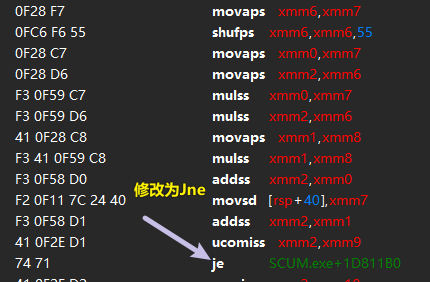 0F28 F7 movaps xmm6,xmm7
0FC6 F6 55 shufps xmm6,xmm6,55
0F28 C7 movaps xmm0,xmm7
0F28 D6 movaps xmm2,xmm6
F3 0F59 C7 mulss xmm0,xmm7
F3 0F59 D6 mulss xmm2,xmm6
41 0F28 C8 movaps xmm1,xmm8
F3 41 0F59 C8 mulss xmm1,xmm8
F3 0F58 D0 addss xmm2,xmm0
修改为Jne
F2 0F11 7C 24 40 movsd [rsp+40],xmm7
F3 0F58 D1 addss xmm2,xmm1
41 0F2E D1 ucomiss xmm2,xmm9
74 71 je SCUM.exe+1D811B0